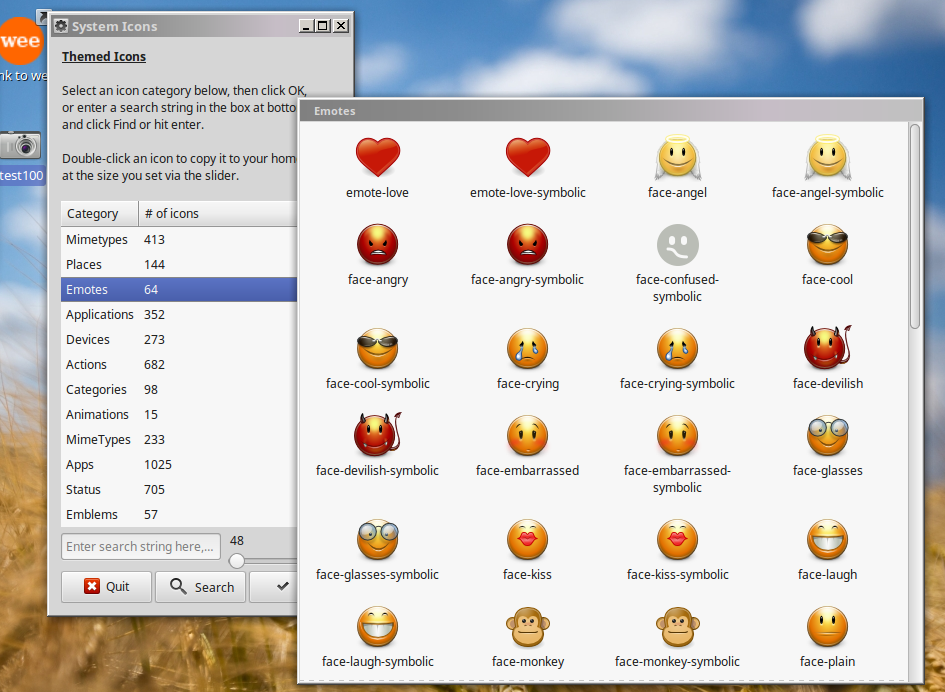 wee
nk to we
test100
System Icons
Themed Icons
Select an icon category below, then click OK,
or enter a search string in the box at botto
and click Find or hit enter.
Double-click an icon to copy it to your hom
at the size you set via the slider.
Category # of icons
Mimetypes 413
Places 144
Emotes 64
Applications 352
Devices 273
Actions 682
Categories 98
Animations 15
MimeTypes 233
Apps 1025
Status 705
Emblems 57
Enter search string here,...
48
Quit
Search
Emotes
emote-love
emote-love-symbolic
face-angel
face-angel-symbolic
face-angry
face-angry-symbolic
face-confused-
symbolic
face-cool
face-cool-symbolic
face-crying
face-crying-symbolic
face-devilish
face-devilish-symbolic
face-embarrassed
face-embarrassed-
symbolic
face-glasses
face-glasses-symbolic
face-kiss
face-kiss-symbolic
face-laugh
face-laugh-symbolic
face-monkey
face-monkey-symbolic
face-plain